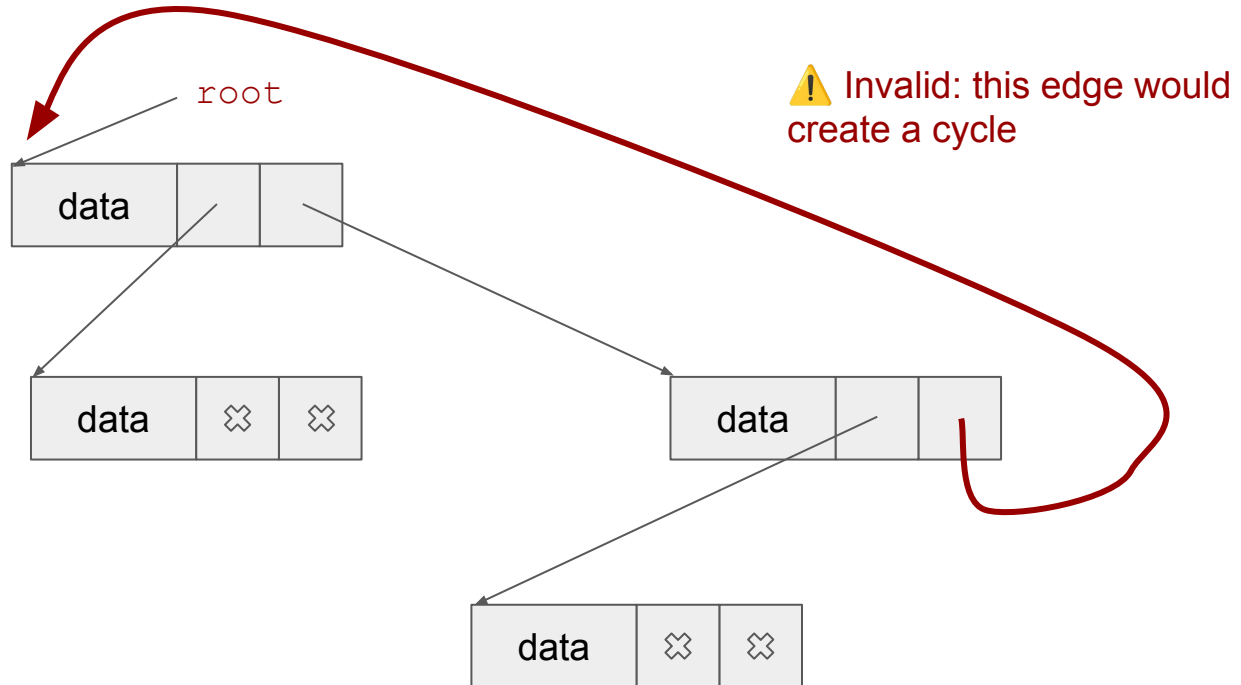 root
⚠️ Invalid: this edge would
create a cycle
data
data
data
data